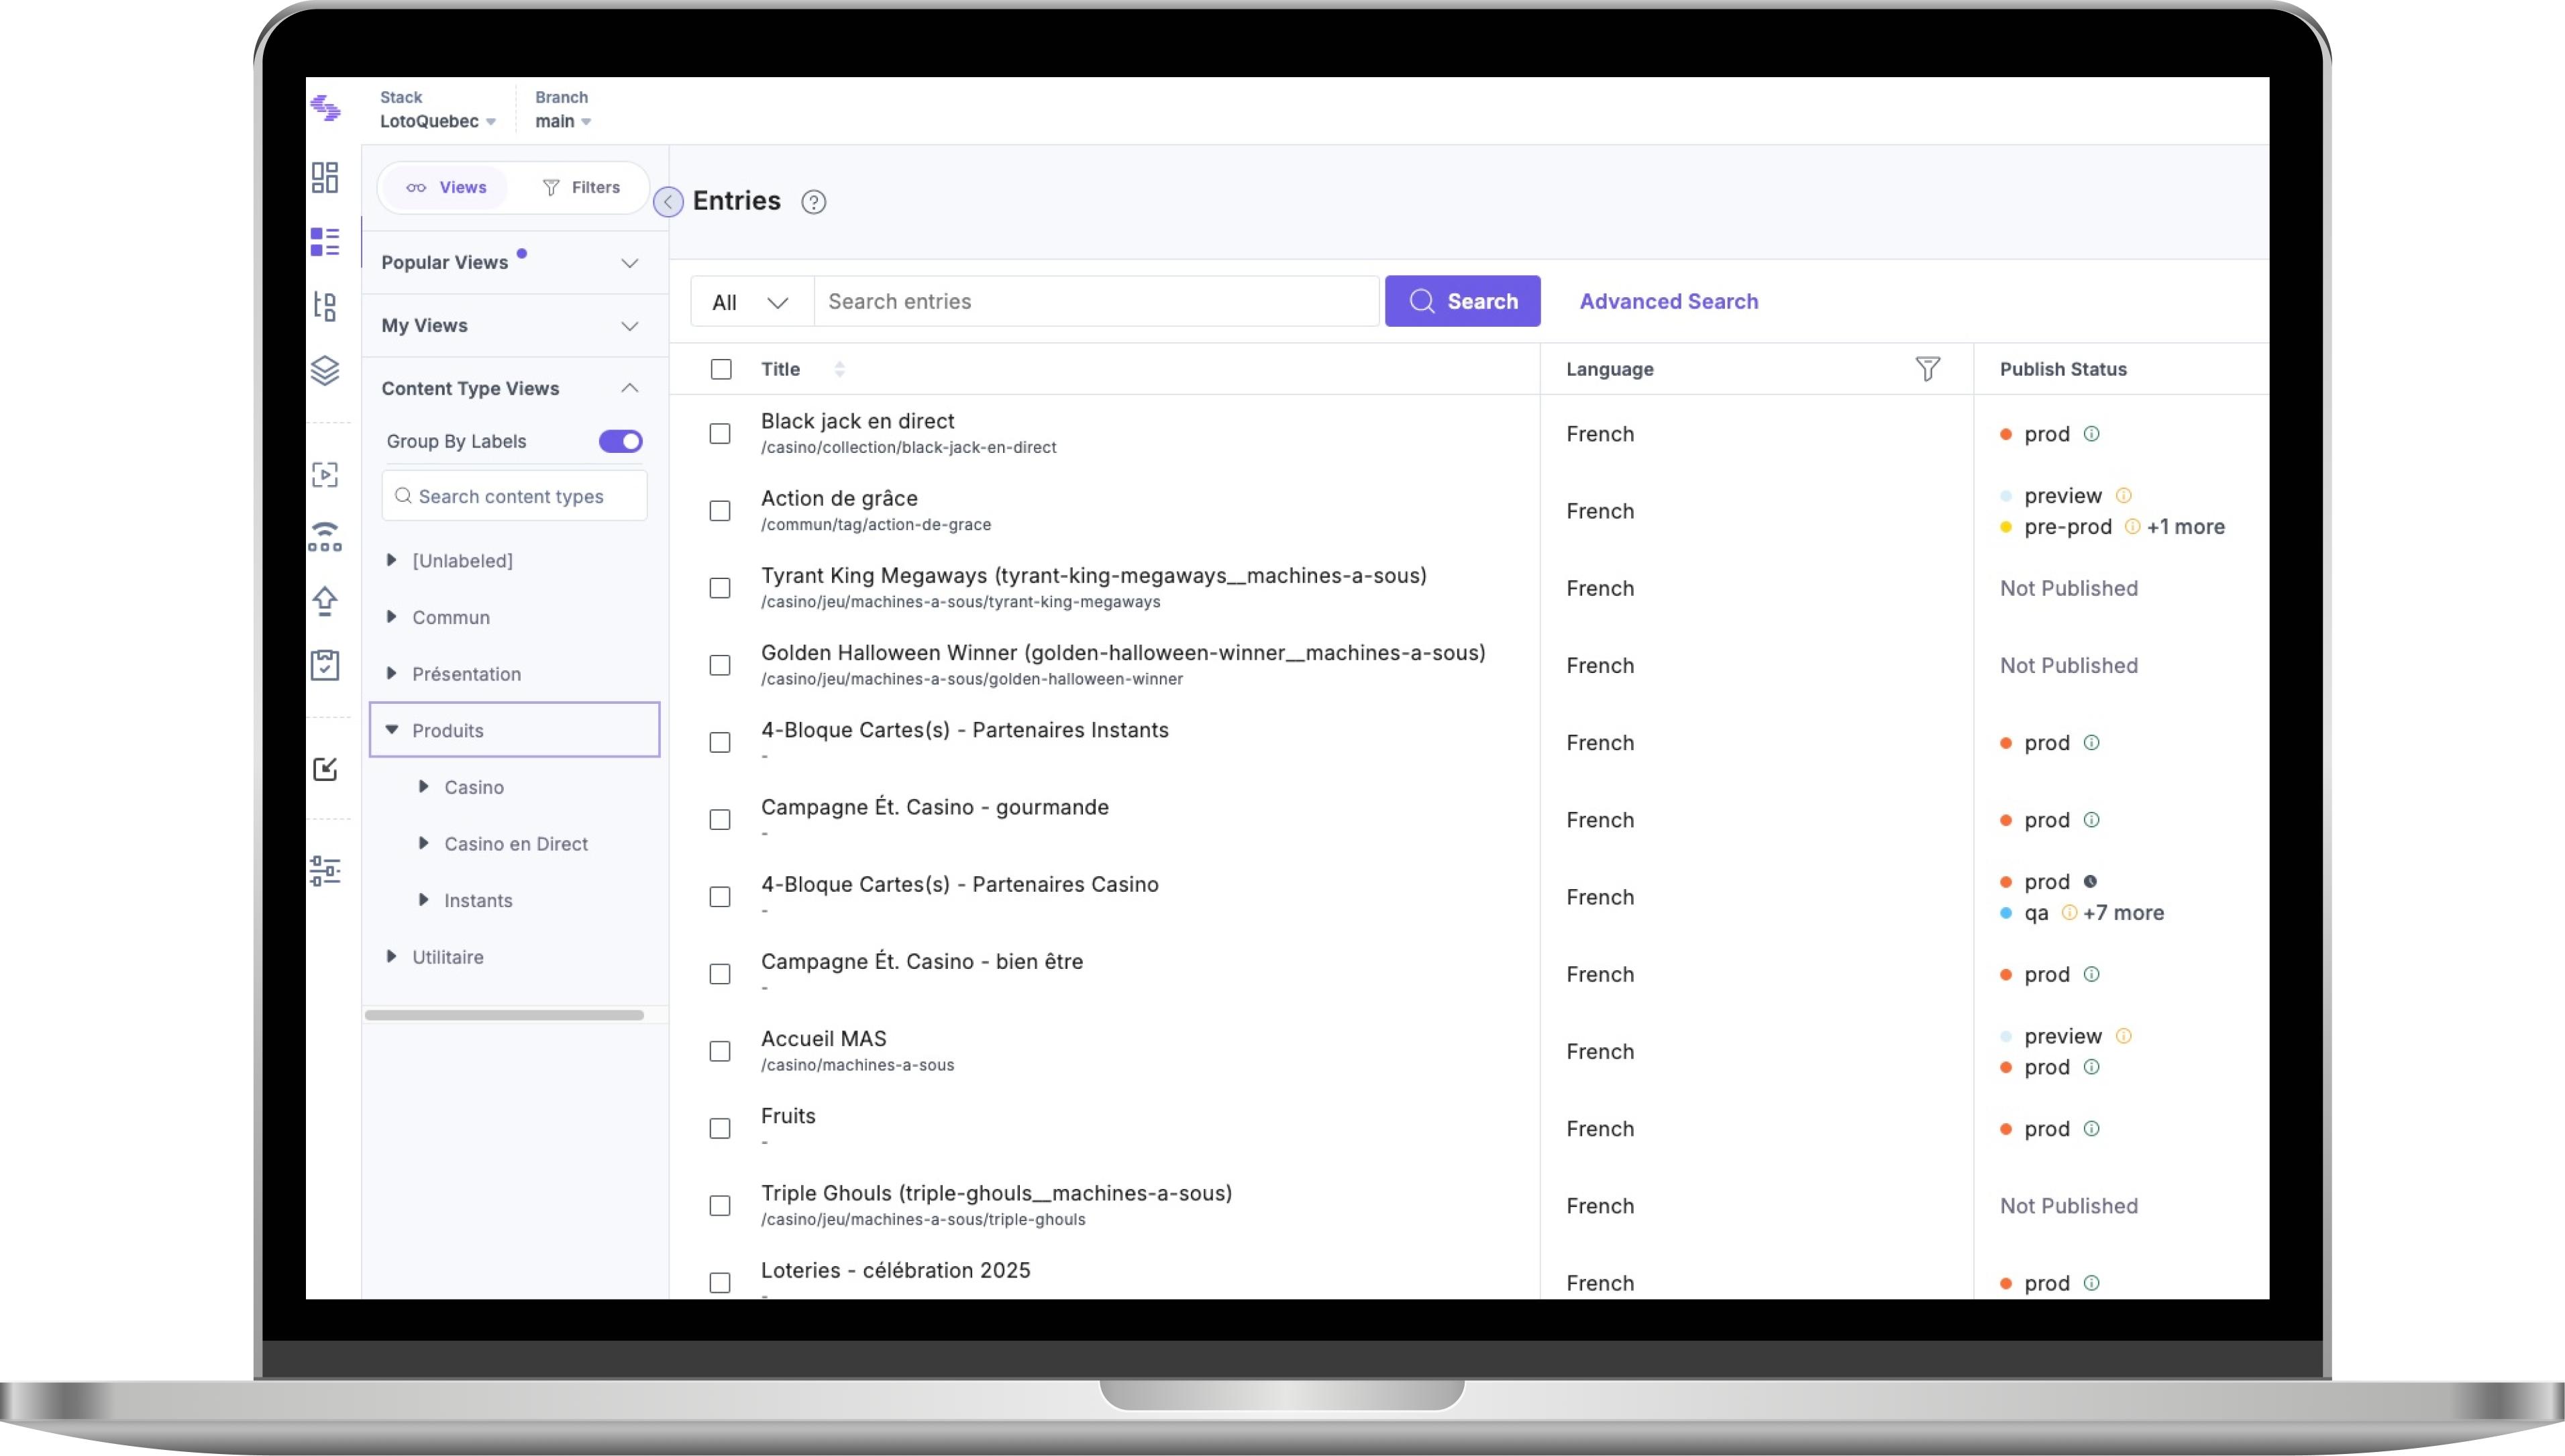 Stack
LotoQuebec
Branch
main
Views
Filters
Popular Views
My Views
Content Type Views
Group By Labels
Search content types
[Unlabeled]
Commun
Présentation
Produits
Casino
Casino en Direct
Instants
Utilitaire
Entries
All
Search entries
Search
Advanced Search
Title
Language
Publish Status
Black jack en direct
/casino/collection/black-jack-en-direct
French
prod
Action de grâce
/commun/tag/action-de-grace
French
preview
pre-prod +1 more
Tyrant King Megaways (tyrant-king-megaways__machines-a-sous)
/casino/jeu/machines-a-sous/tyrant-king-megaways
French
Not Published
Golden Halloween Winner (golden-halloween-winner__machines-a-sous)
/casino/jeu/machines-a-sous/golden-halloween-winner
French
Not Published
4-Bloque Cartes(s) - Partenaires Instants
-
French
prod
Campagne Ét. Casino - gourmande
-
French
prod
4-Bloque Cartes(s) - Partenaires Casino
-
French
prod
qa +7 more
Campagne Ét. Casino - bien être
-
French
prod
Accueil MAS
/casino/machines-a-sous
French
preview
prod
Fruits
-
French
prod
Triple Ghouls (triple-ghouls__machines-a-sous)
/casino/jeu/machines-a-sous/triple-ghouls
French
Not Published
Loteries - célébration 2025
-
French
prod